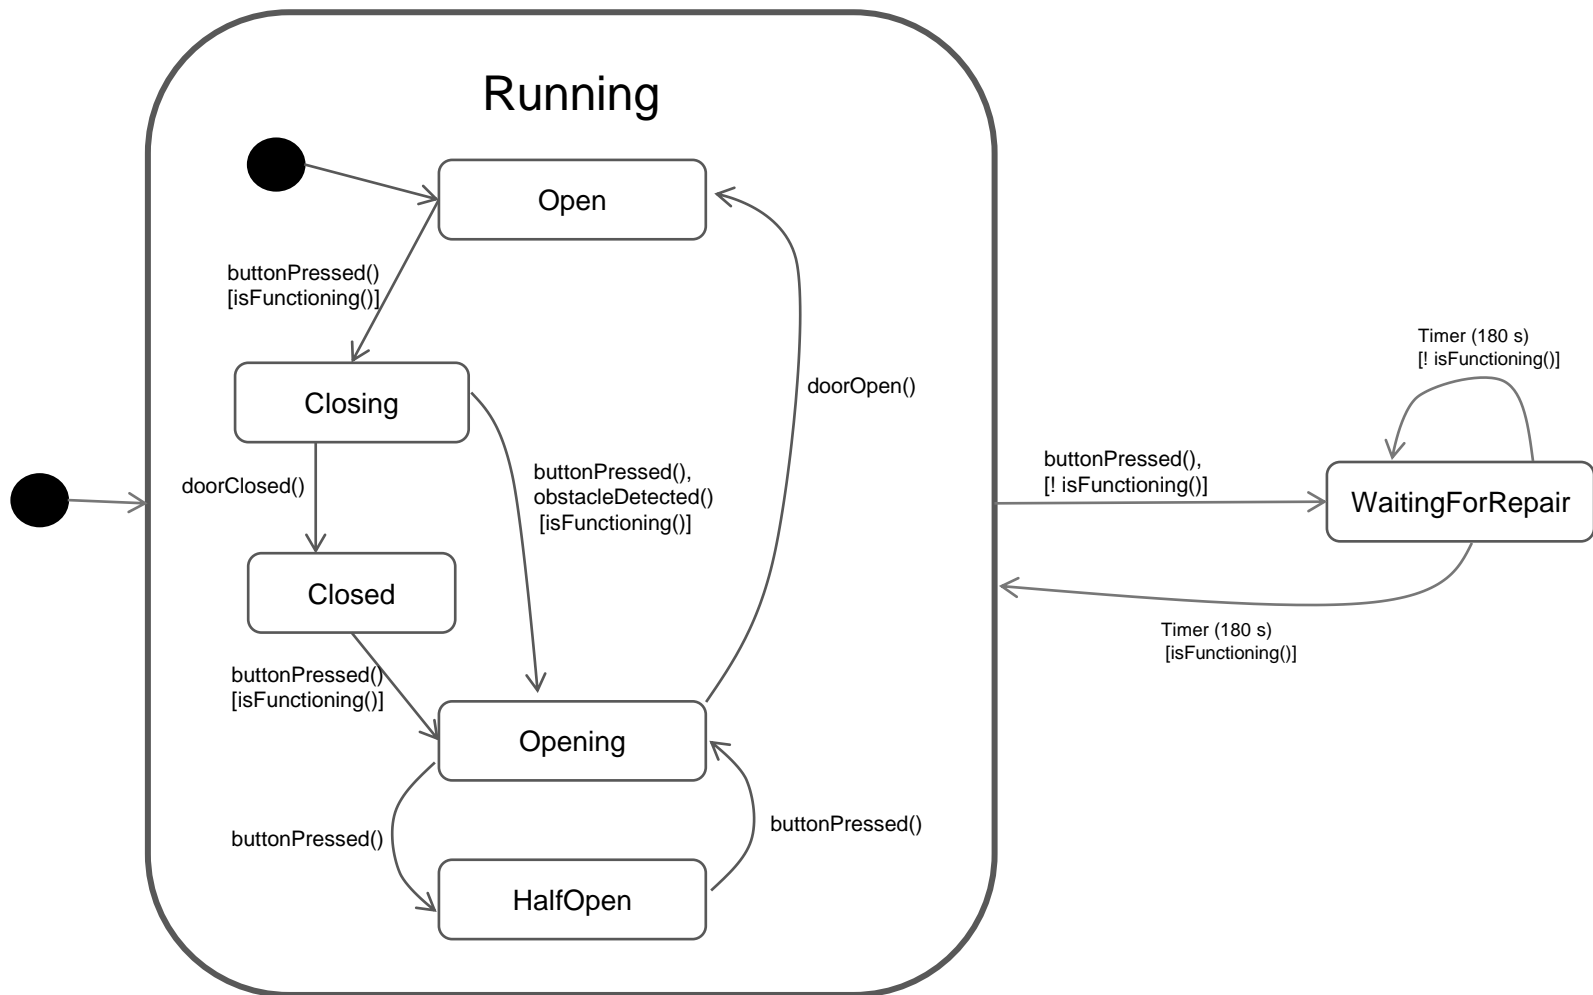 Running
Open
buttonPressed()
[isFunctioning()]
Timer (180 s)
[! isFunctioning()]
Closing
doorOpen()
buttonPressed(),
obstacleDetected()
[isFunctioning()]
buttonPressed(),
[! isFunctioning()]
doorClosed()
WaitingForRepair
Closed
Timer (180 s)
[isFunctioning()]
buttonPressed()
[isFunctioning()]
Opening
buttonPressed()
buttonPressed()
HalfOpen